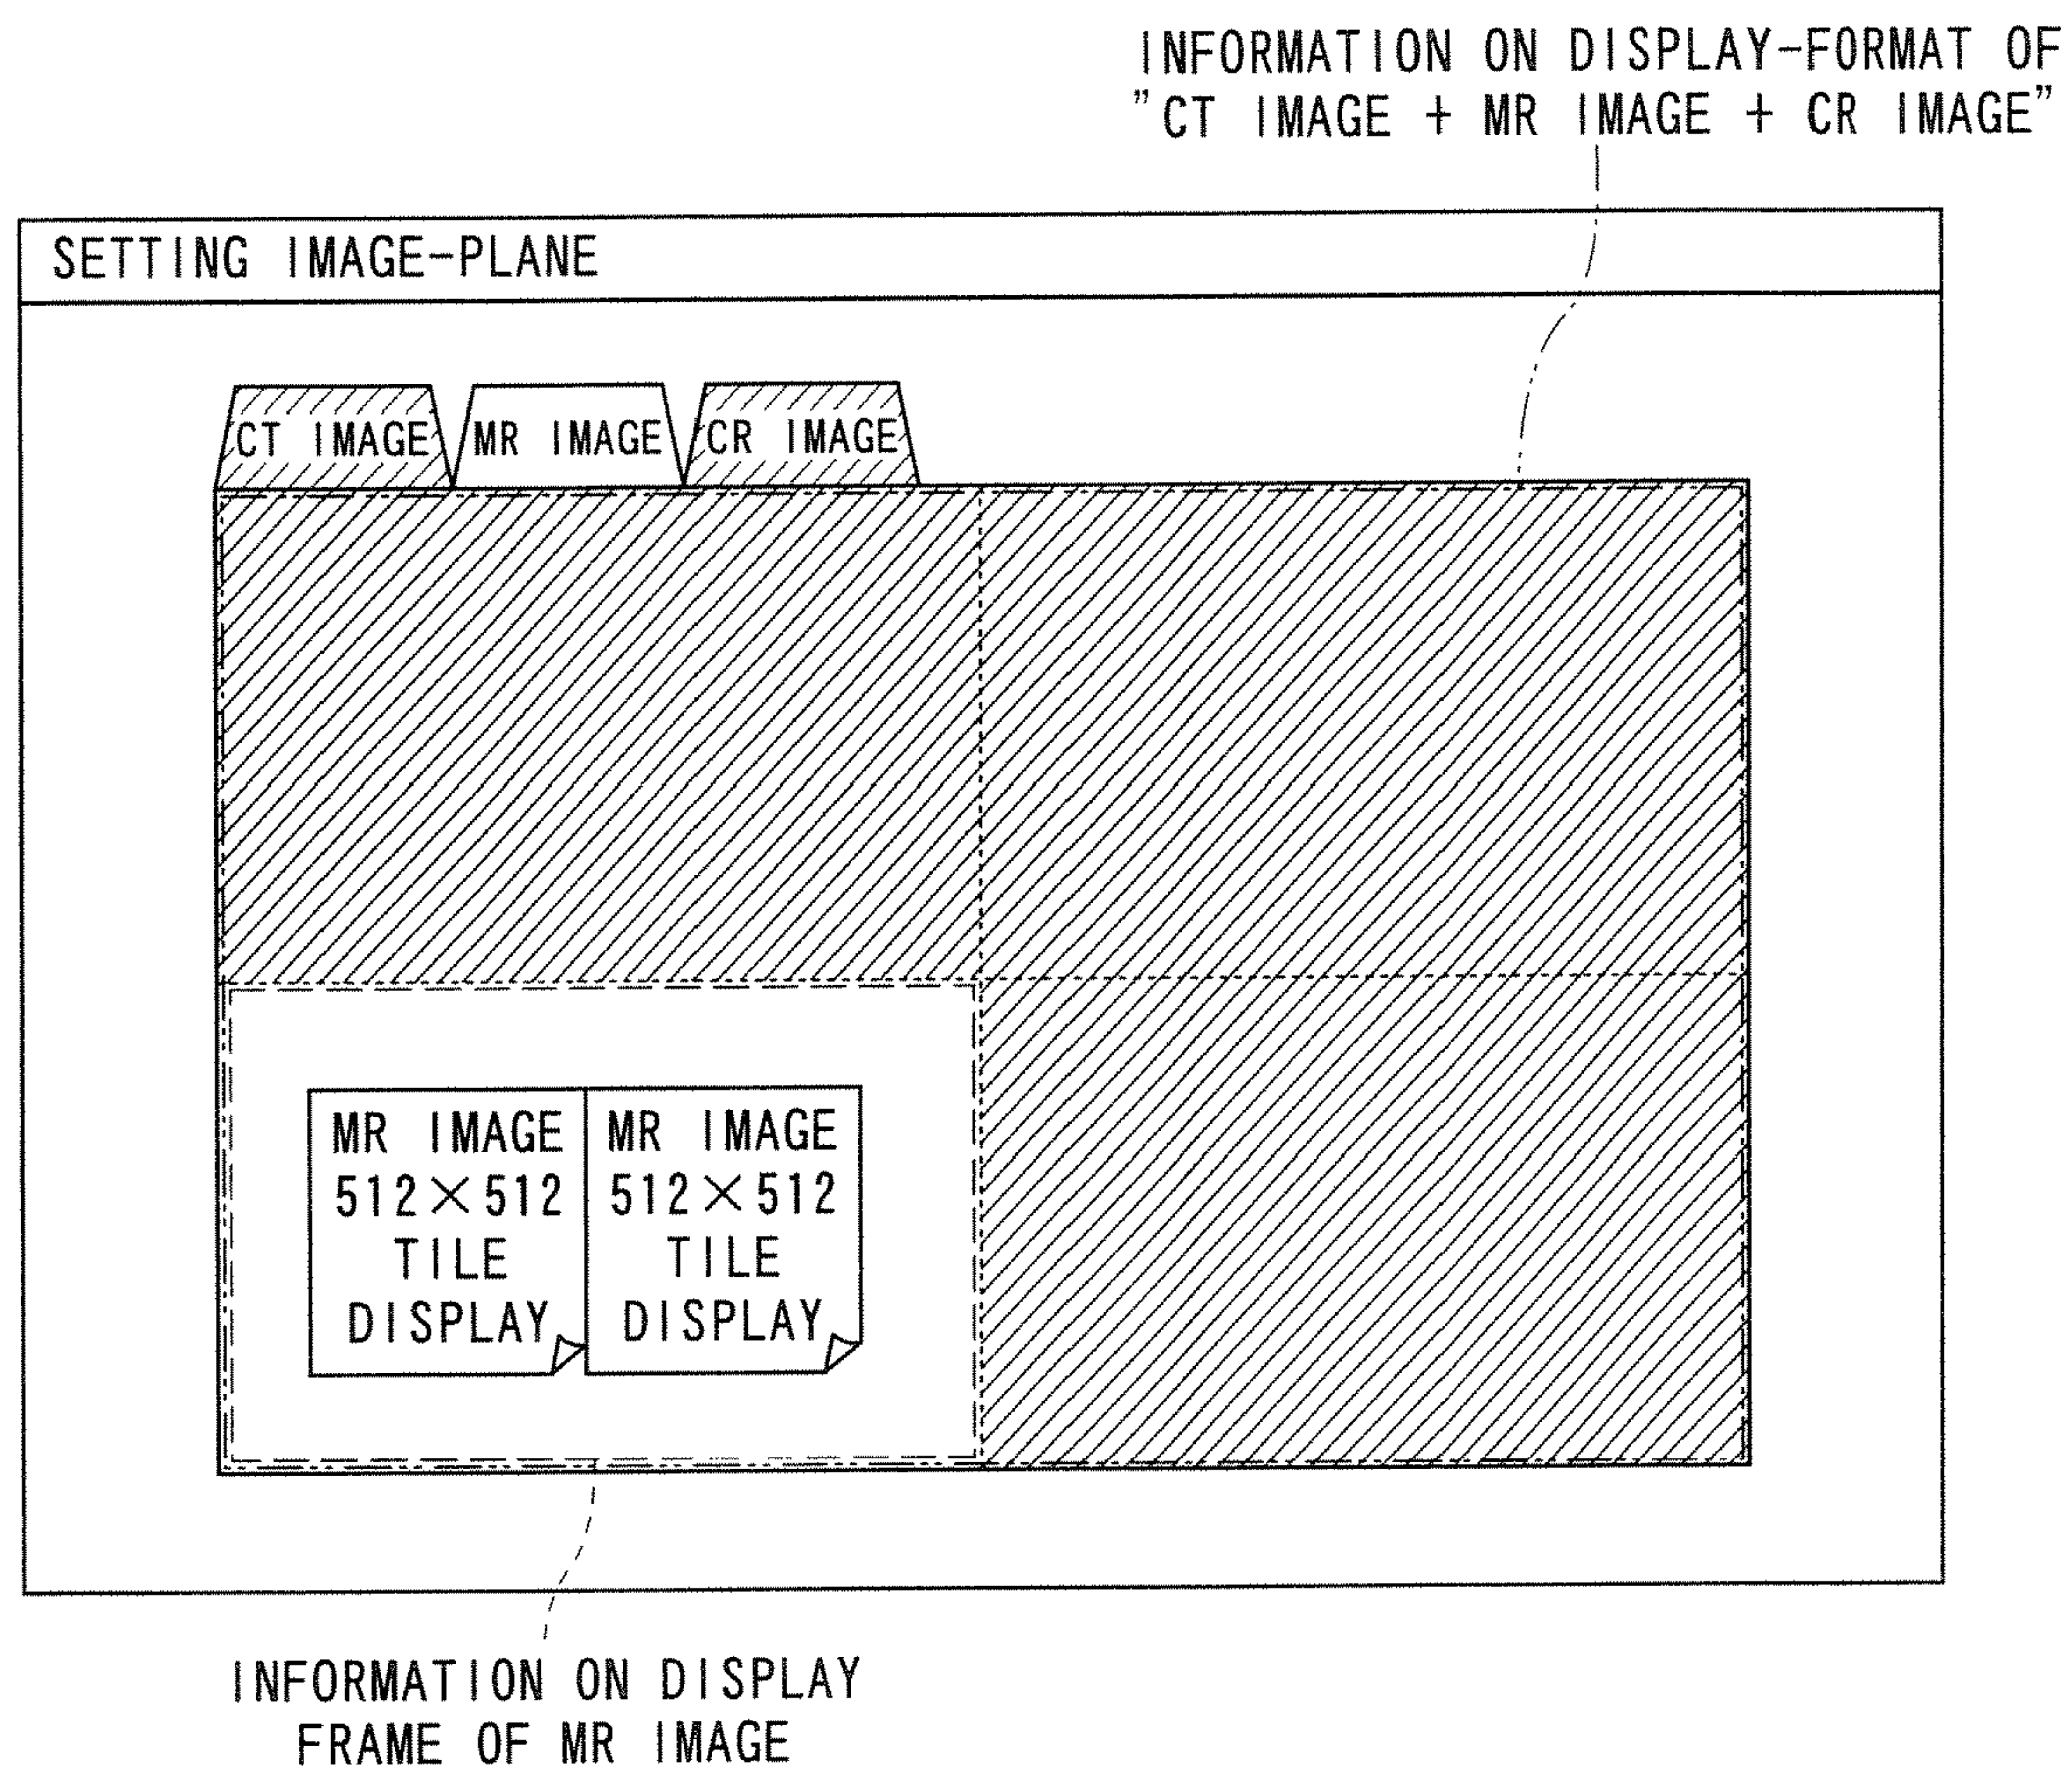 INFORMATION ON DISPLAY-FORMAT OF
"CT IMAGE + MR IMAGE + CR IMAGE"
SETTING IMAGE-PLANE
CT IMAGE MR IMAGE CR IMAGE
MR IMAGE
512×512
TILE
DISPLAY
MR IMAGE
512×512
TILE
DISPLAY
INFORMATION ON DISPLAY
FRAME OF MR IMAGE